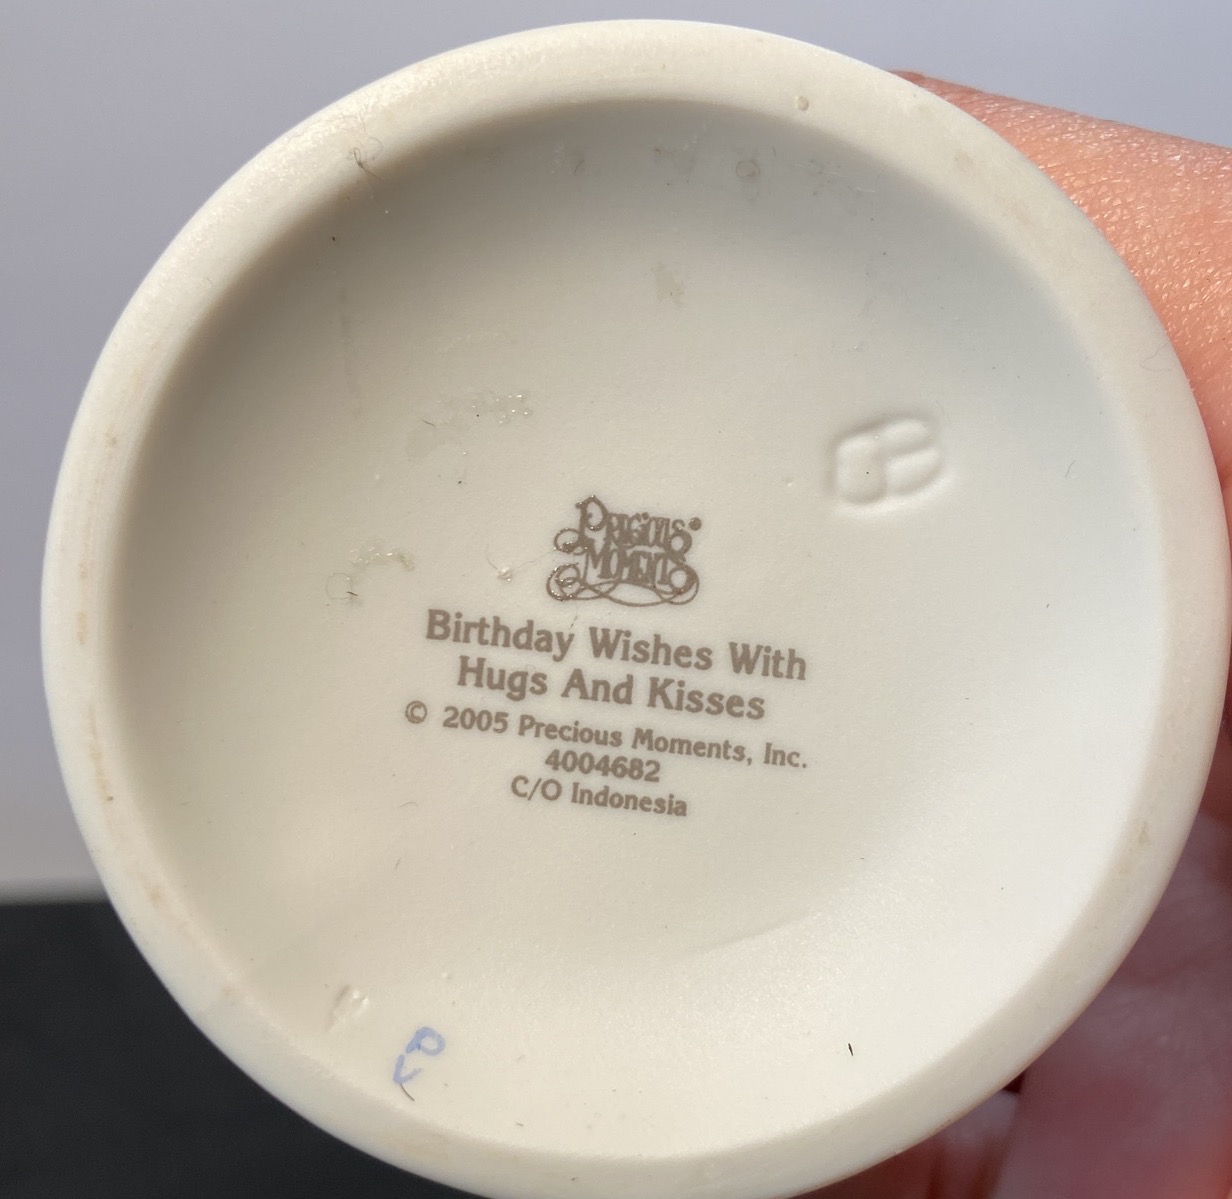 Precious
Moments®
Birthday Wishes With
Hugs And Kisses
© 2005 Precious Moments, Inc.
4004682
C/O Indonesia